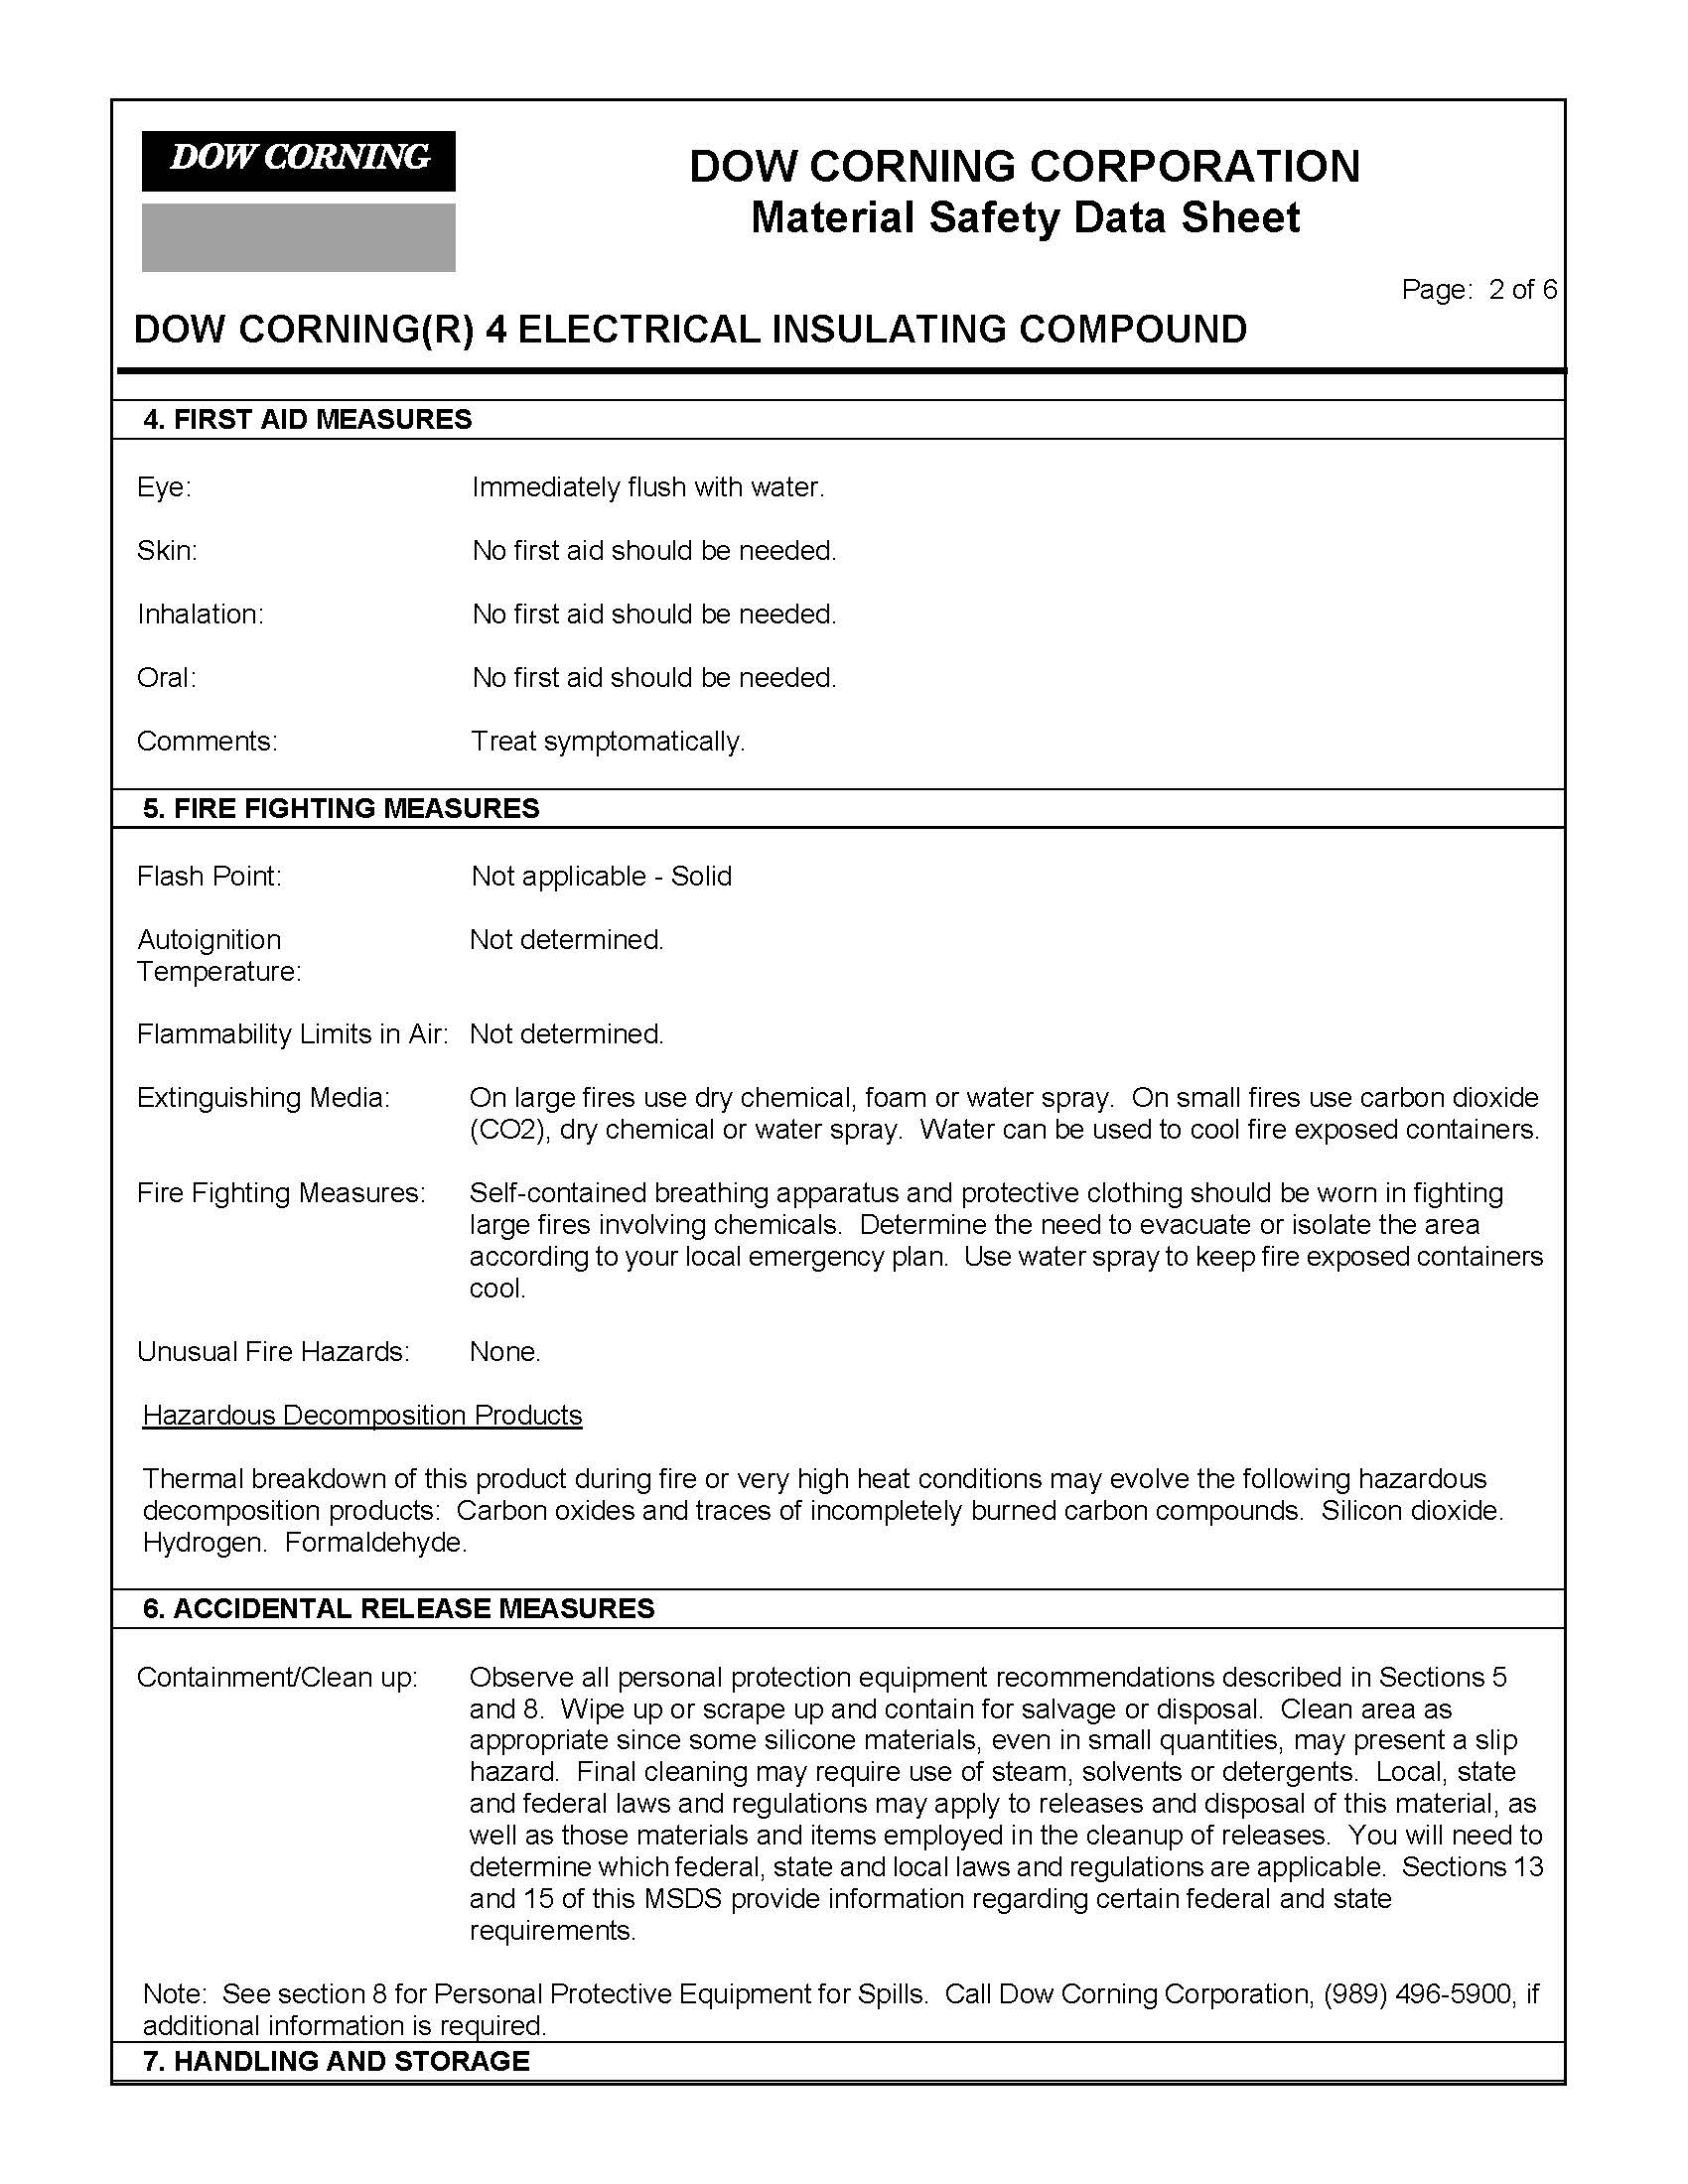 DOW CORNING
DOW CORNING CORPORATION
Material Safety Data Sheet
Page: 2 of 6
DOW CORNING(R) 4 ELECTRICAL INSULATING COMPOUND
4. FIRST AID MEASURES
Eye: Immediately flush with water.
Skin: No first aid should be needed.
Inhalation: No first aid should be needed.
Oral: No first aid should be needed.
Comments: Treat symptomatically.
5. FIRE FIGHTING MEASURES
Flash Point: Not applicable - Solid
Autoignition Not determined.
Temperature:
Flammability Limits in Air: Not determined.
Extinguishing Media: On large fires use dry chemical, foam or water spray. On small fires use carbon dioxide
(CO2), dry chemical or water spray. Water can be used to cool fire exposed containers.
Fire Fighting Measures: Self-contained breathing apparatus and protective clothing should be worn in fighting
large fires involving chemicals. Determine the need to evacuate or isolate the area
according to your local emergency plan. Use water spray to keep fire exposed containers
cool.
Unusual Fire Hazards: None.
Hazardous Decomposition Products
Thermal breakdown of this product during fire or very high heat conditions may evolve the following hazardous
decomposition products: Carbon oxides and traces of incompletely burned carbon compounds. Silicon dioxide.
Hydrogen. Formaldehyde.
6. ACCIDENTAL RELEASE MEASURES
Containment/Clean up: Observe all personal protection equipment recommendations described in Sections 5
and 8. Wipe up or scrape up and contain for salvage or disposal. Clean area as
appropriate since some silicone materials, even in small quantities, may present a slip
hazard. Final cleaning may require use of steam, solvents or detergents. Local, state
and federal laws and regulations may apply to releases and disposal of this material, as
well as those materials and items employed in the cleanup of releases. You will need to
determine which federal, state and local laws and regulations are applicable. Sections 13
and 15 of this MSDS provide information regarding certain federal and state
requirements.
Note: See section 8 for Personal Protective Equipment for Spills. Call Dow Corning Corporation, (989) 496-5900, if
additional information is required.
7. HANDLING AND STORAGE